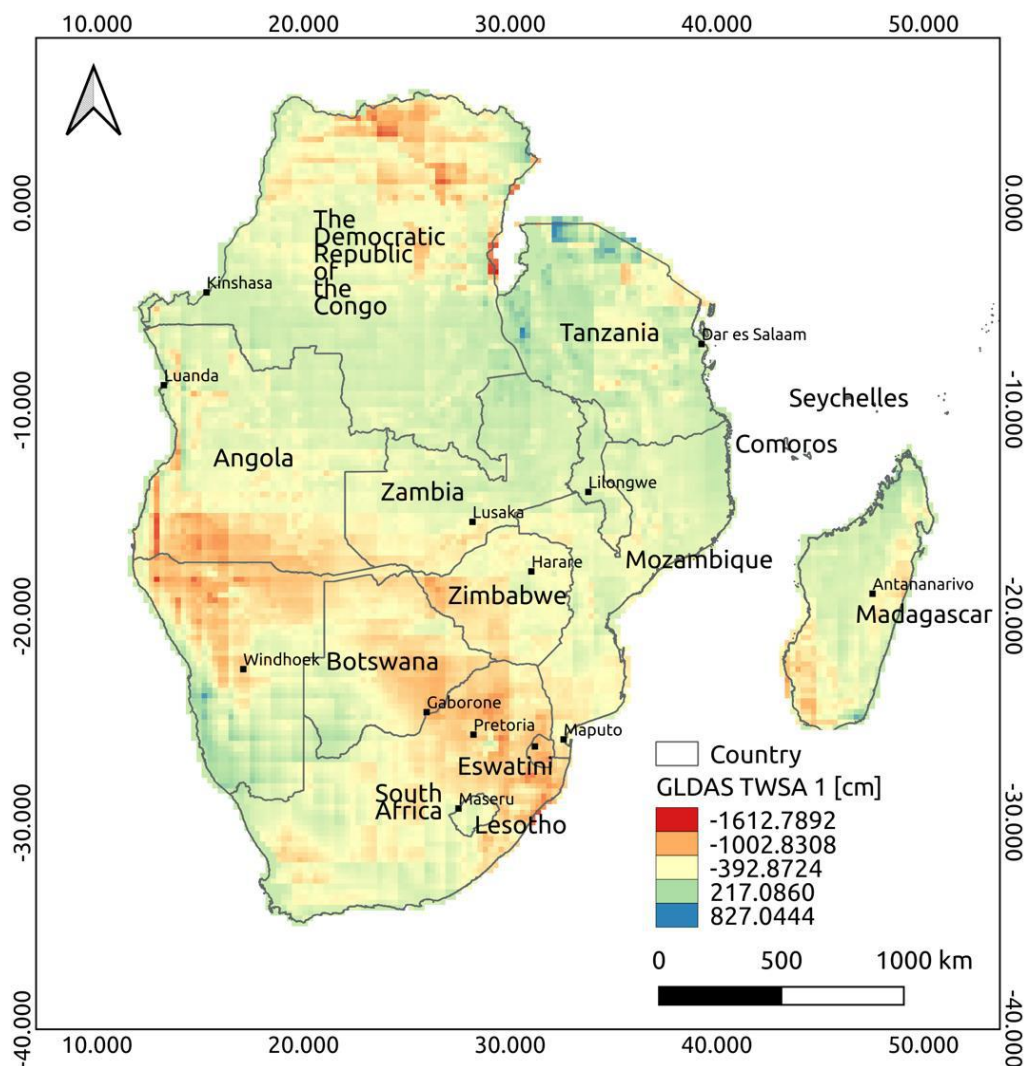 10.000 20.000 30.000 40.000 50.000
0.000 0.000
The
Democratic
Republic
of
the
Congo
Kinshasa
Tanzania
Dar es Salaam
Luanda
-10.000 -10.000
Seychelles
Comoros
Angola
Zambia
Lilongwe
Lusaka
Mozambique
Harare
Zimbabwe
Antananarivo
Madagascar
-20.000 -20.000
Windhoek
Botswana
Gaborone
Pretoria
Maputo
Eswatini
South
Africa
Maseru
Lesotho
-30.000 -30.000
Country
GLDAS TWSA 1 [cm]
-1612.7892
-1002.8308
-392.8724
217.0860
827.0444
0 500 1000 km
-40.000 -40.000
10.000 20.000 30.000 40.000 50.000